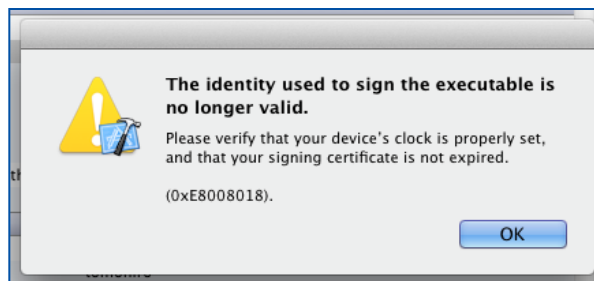 The identity used to sign the executable is
no longer valid.
Please verify that your device's clock is properly set,
and that your signing certificate is not expired.
(0xE8008018).
OK